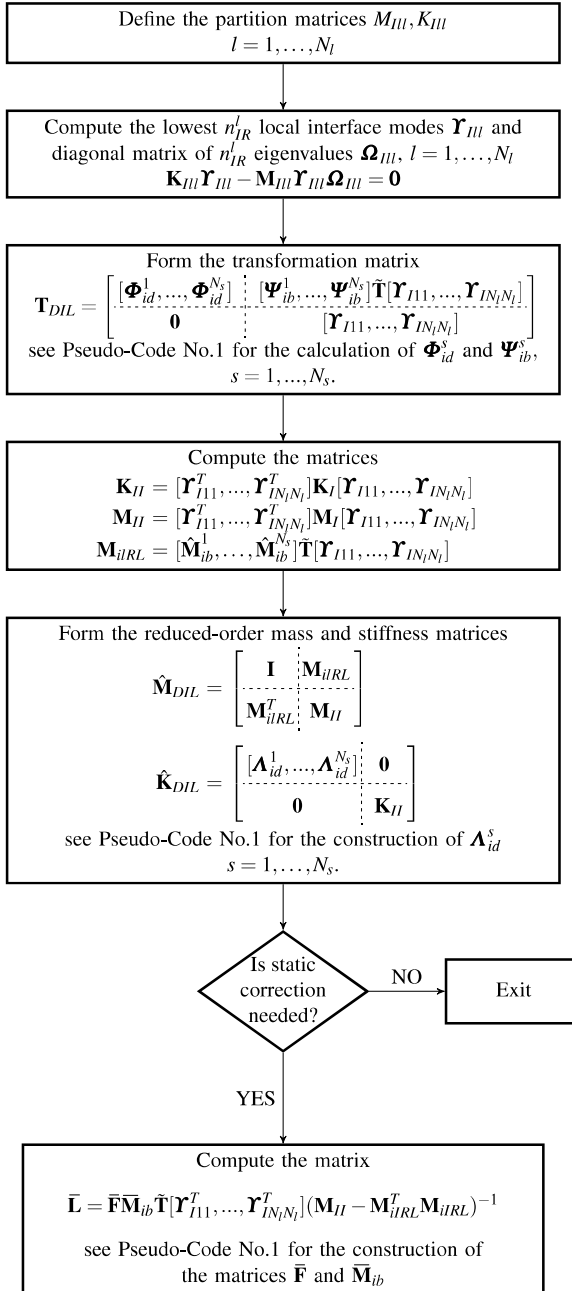 Define the partition matrices M_{Ill}, K_{Ill}
l = 1, ..., N_l
Compute the lowest n^l_{IR} local interface modes ϒ_{Ill} and
diagonal matrix of n^l_{IR} eigenvalues Ω_{Ill}, l = 1, ..., N_l
K_{Ill}ϒ_{Ill} − M_{Ill}ϒ_{Ill}Ω_{Ill} = 0
Form the transformation matrix
T_{DIL} = [ [Φ^1_{id}, ..., Φ^{N_s}_{id}] [Ψ^1_{ib}, ..., Ψ^{N_s}_{ib}]T̃[ϒ_{I11}, ..., ϒ_{IN_lN_l}]
0 [ϒ_{I11}, ..., ϒ_{IN_lN_l}] ]
see Pseudo-Code No.1 for the calculation of Φ^s_{id} and Ψ^s_{ib},
s = 1, ..., N_s.
Compute the matrices
K_{II} = [ϒ^T_{I11}, ..., ϒ^T_{IN_lN_l}]K_I[ϒ_{I11}, ..., ϒ_{IN_lN_l}]
M_{II} = [ϒ^T_{I11}, ..., ϒ^T_{IN_lN_l}]M_I[ϒ_{I11}, ..., ϒ_{IN_lN_l}]
M_{iIRL} = [M̂^1_{ib}, ..., M̂^{N_s}_{ib}]T̃[ϒ_{I11}, ..., ϒ_{IN_lN_l}]
Form the reduced-order mass and stiffness matrices
M̂_{DIL} = [ I M_{iIRL}
M^T_{iIRL} M_{II} ]
K̂_{DIL} = [ [Λ^1_{id}, ..., Λ^{N_s}_{id}] 0
0 K_{II} ]
see Pseudo-Code No.1 for the construction of Λ^s_{id}
s = 1, ..., N_s.
Is static
correction
needed?
NO
Exit
YES
Compute the matrix
L̄ = F̄M̄_{ib}T̃[ϒ^T_{I11}, ..., ϒ^T_{IN_lN_l}](M_{II} − M^T_{iIRL}M_{iIRL})^{−1}
see Pseudo-Code No.1 for the construction of
the matrices F̄ and M̄_{ib}